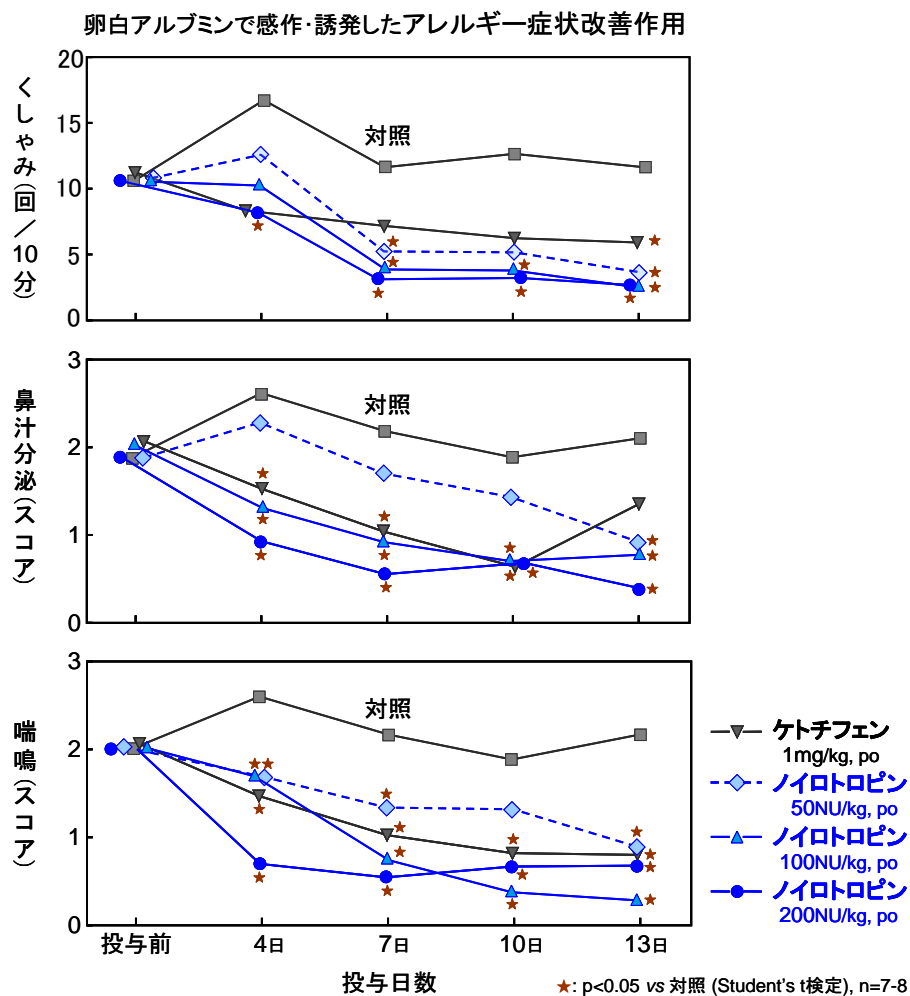 卵白アルブミンで感作・誘発したアレルギー症状改善作用
くしゃみ(回/10分)
20
15
10
5
0
対照
鼻汁分泌(スコア)
3
2
1
0
対照
喘鳴(スコア)
3
2
1
0
対照
投与前
4日
7日
10日
13日
投与日数
ケトチフェン
1mg/kg, po
ノイロトロピン
50NU/kg, po
ノイロトロピン
100NU/kg, po
ノイロトロピン
200NU/kg, po
★: p<0.05 vs 対照 (Student's t検定), n=7-8